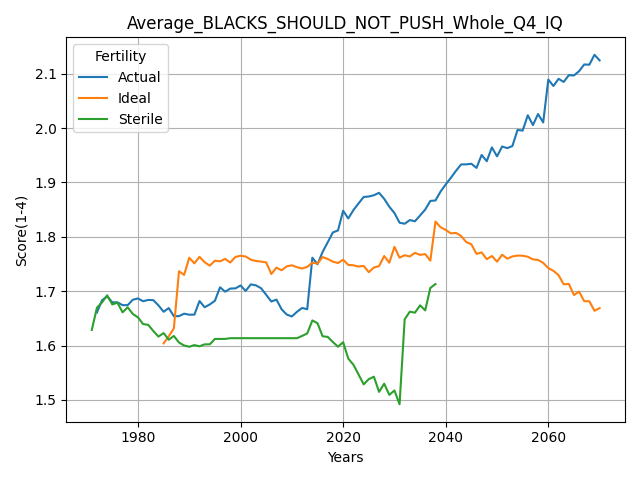 Average_BLACKS_SHOULD_NOT_PUSH_Whole_Q4_IQ
Fertility
Actual
Ideal
Sterile
Score(1-4)
2.1
2.0
1.9
1.8
1.7
1.6
1.5
1980
2000
2020
2040
2060
Years